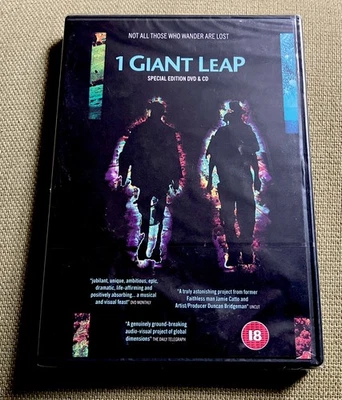 NOT ALL THOSE WHO WANDER ARE LOST
1 GiANT LEAP
SPECIAL EDITION DVD & CD
"jubilant, unique, ambitious, epic,
dramatic, life-affirming and
positively absorbing... a musical
and visual feast" DVD MONTHLY
"A truly astonishing project from former
Faithless man Jamie Catto and
Artist/Producer Duncan Bridgeman" UNCUT
"A genuinely ground-breaking
audio-visual project of global
dimensions" THE DAILY TELEGRAPH
18